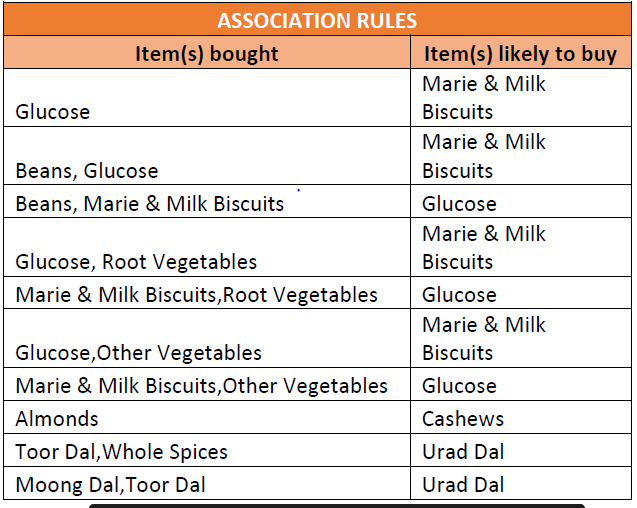 ASSOCIATION RULES
Item(s) bought
Item(s) likely to buy
Glucose
Marie & Milk
Biscuits
Beans, Glucose
Marie & Milk
Biscuits
Beans, Marie & Milk Biscuits
Glucose
Glucose, Root Vegetables
Marie & Milk
Biscuits
Marie & Milk Biscuits,Root Vegetables
Glucose
Glucose,Other Vegetables
Marie & Milk
Biscuits
Marie & Milk Biscuits,Other Vegetables
Glucose
Almonds
Cashews
Toor Dal,Whole Spices
Urad Dal
Moong Dal,Toor Dal
Urad Dal